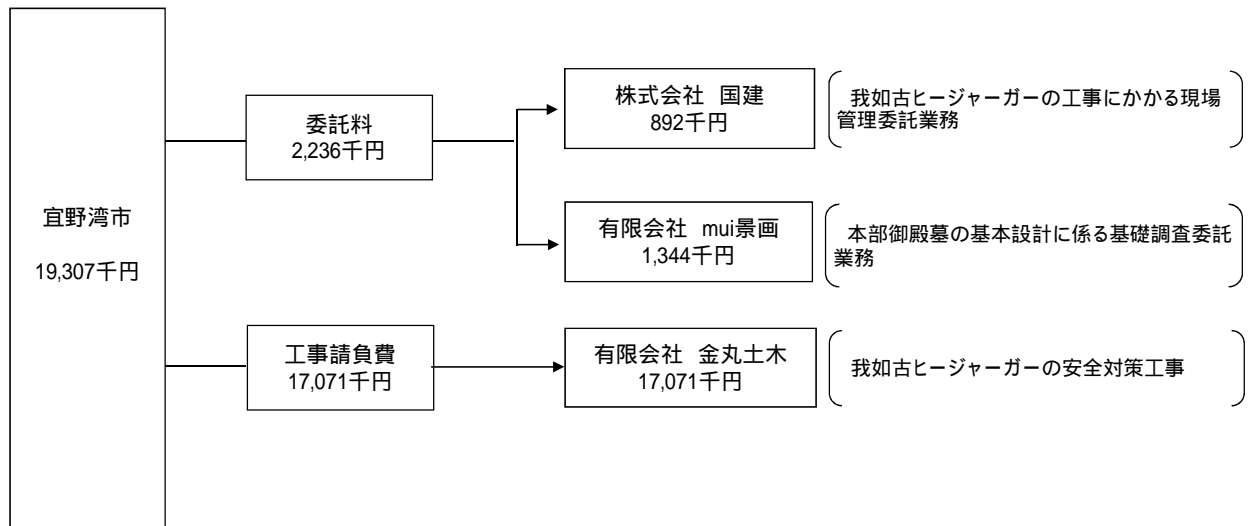 宜野湾市
19,307千円
委託料
2,236千円
株式会社 国建
892千円
我如古ヒージャーガーの工事にかかる現場
管理委託業務
有限会社 mui景画
1,344千円
本部御殿墓の基本設計に係る基礎調査委託
業務
工事請負費
17,071千円
有限会社 金丸土木
17,071千円
我如古ヒージャーガーの安全対策工事